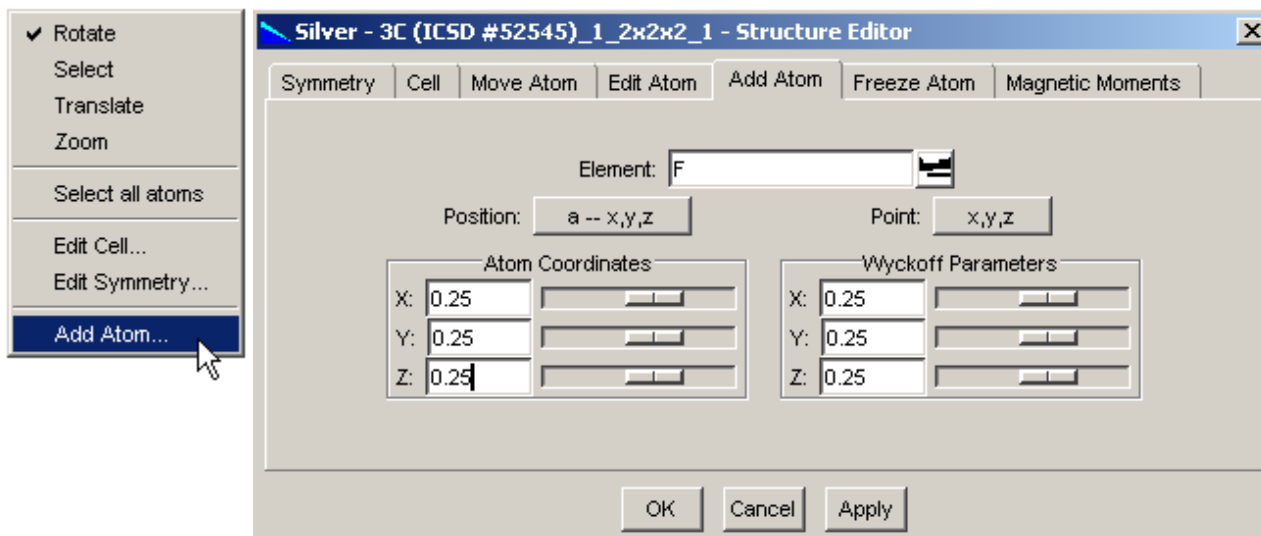 Rotate
Select
Translate
Zoom
Select all atoms
Edit Cell...
Edit Symmetry...
Add Atom...
Silver - 3C (ICSD #52545)_1_2x2x2_1 - Structure Editor
Symmetry Cell Move Atom Edit Atom Add Atom Freeze Atom Magnetic Moments
Element: F
Position: a -- x,y,z Point: x,y,z
Atom Coordinates Wyckoff Parameters
X: 0.25 X: 0.25
Y: 0.25 Y: 0.25
Z: 0.25 Z: 0.25
OK Cancel Apply